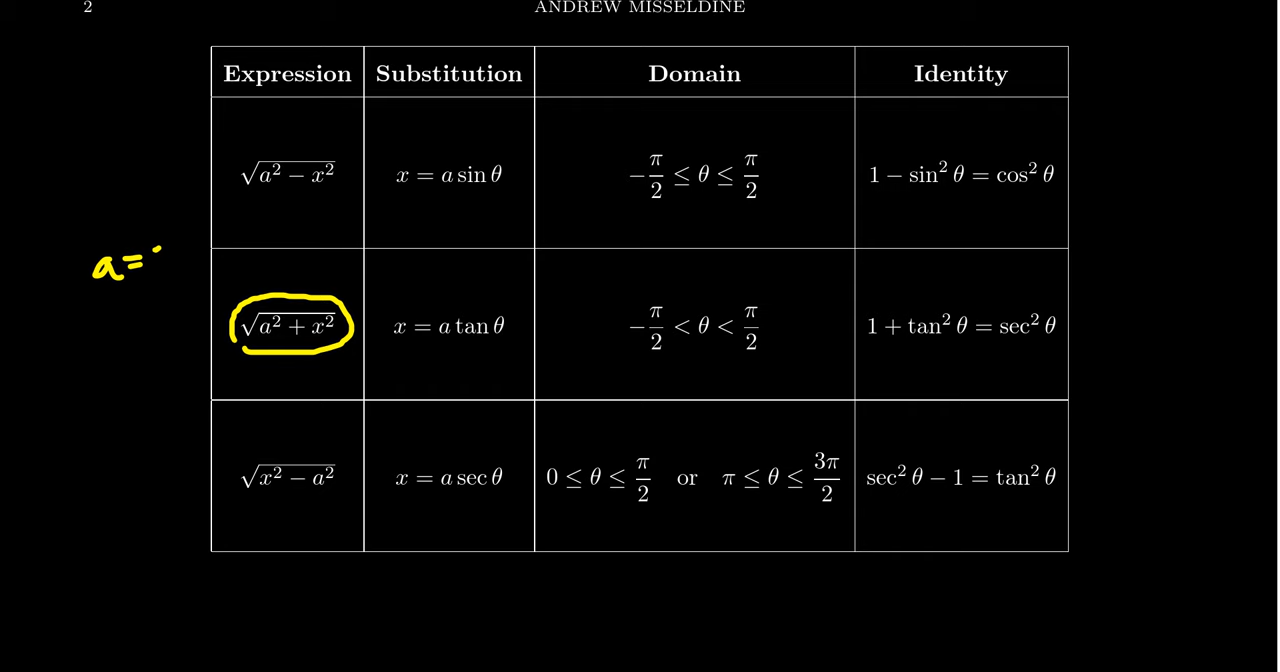 2 ANDREW MISSELDINE
Expression Substitution Domain Identity
√(a² − x²) x = a sin θ −π/2 ≤ θ ≤ π/2 1 − sin² θ = cos² θ
a =
√(a² + x²) x = a tan θ −π/2 < θ < π/2 1 + tan² θ = sec² θ
√(x² − a²) x = a sec θ 0 ≤ θ ≤ π/2 or π ≤ θ ≤ 3π/2 sec² θ − 1 = tan² θ